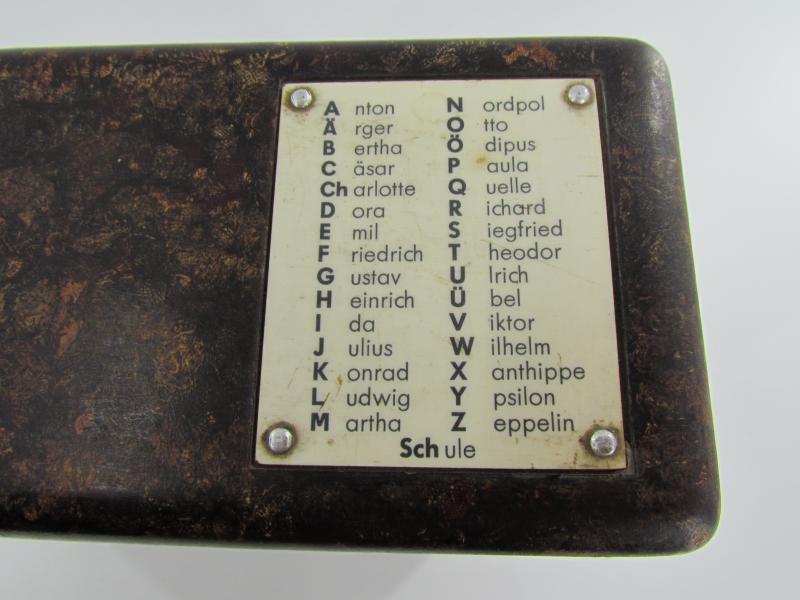 Anton
Ärger
Bertha
Cäsar
Charlotte
Dora
Emil
Friedrich
Gustav
Heinrich
Ida
Julius
Konrad
Ludwig
Martha
Nordpol
Otto
Ödipus
Paula
Quelle
Richard
Siegfried
Theodor
Ulrich
Übel
Viktor
Wilhelm
Xanthippe
Ypsilon
Zeppelin
Schule